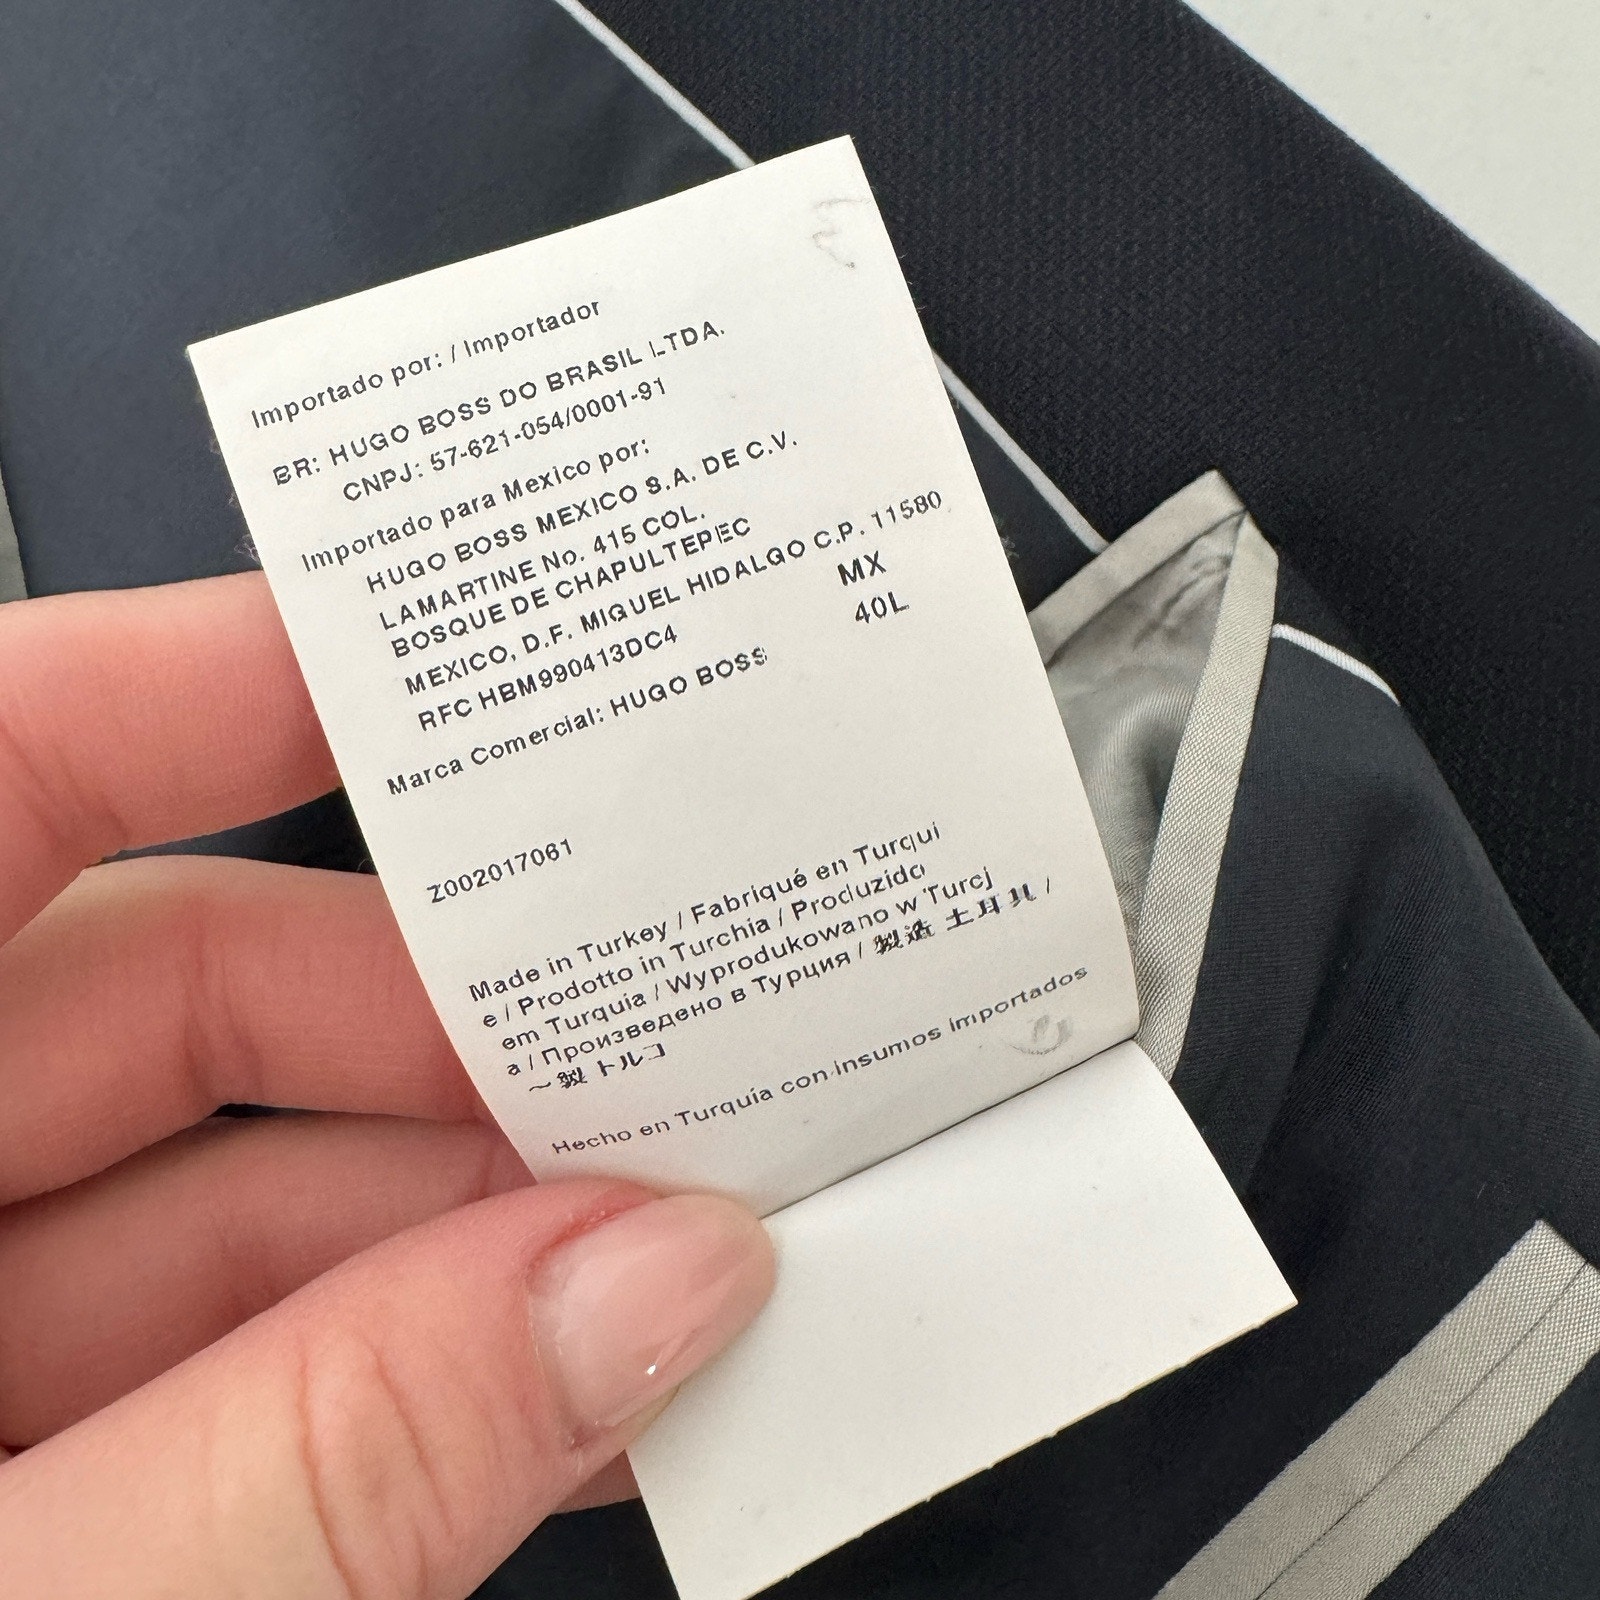 Importado por: / Importador
BR: HUGO BOSS DO BRASIL LTDA.
CNPJ: 57-621-054/0001-91
Importado para Mexico por:
HUGO BOSS MEXICO S.A. DE C.V.
LAMARTINE No. 415 COL.
BOSQUE DE CHAPULTEPEC
MEXICO, D.F. MIGUEL HIDALGO C.P. 11580
RFC HBM990413DC4
MX
40L
Marca Comercial: HUGO BOSS
Z002017061
Made in Turkey / Fabriqué en Turqui
e / Prodotto in Turchia / Produzido
em Turquia / Wyprodukowano w Turcj
a / Произведено в Турция / 製造 土耳其 /
〜製 トルコ
Hecho en Turquía con insumos importados